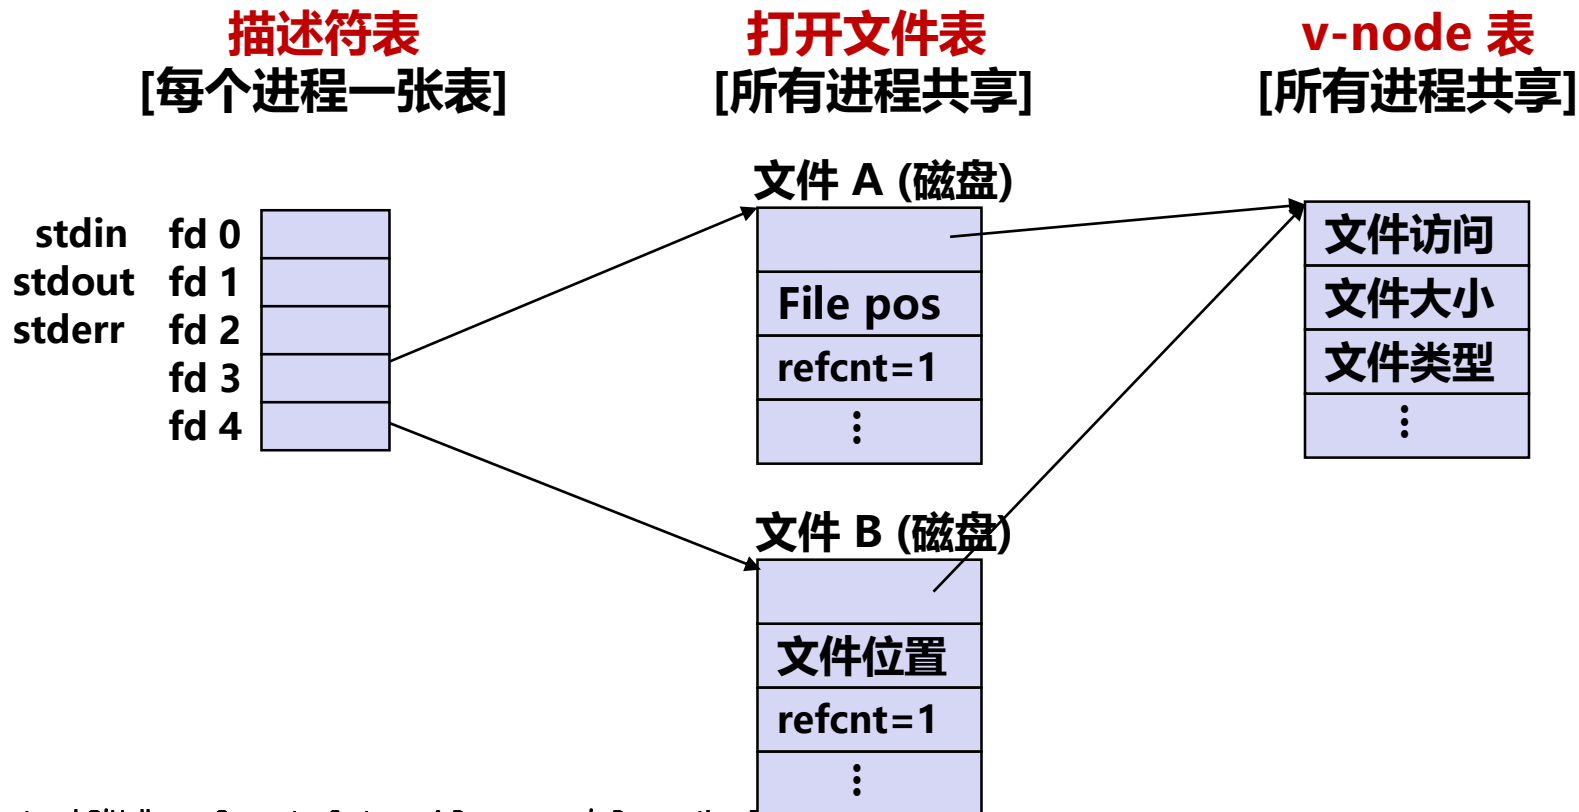 描述符表
[每个进程一张表]
打开文件表
[所有进程共享]
v-node 表
[所有进程共享]
stdin fd 0
stdout fd 1
stderr fd 2
fd 3
fd 4
文件 A (磁盘)
File pos
refcnt=1
⋮
文件 B (磁盘)
文件位置
refcnt=1
⋮
文件访问
文件大小
文件类型
⋮